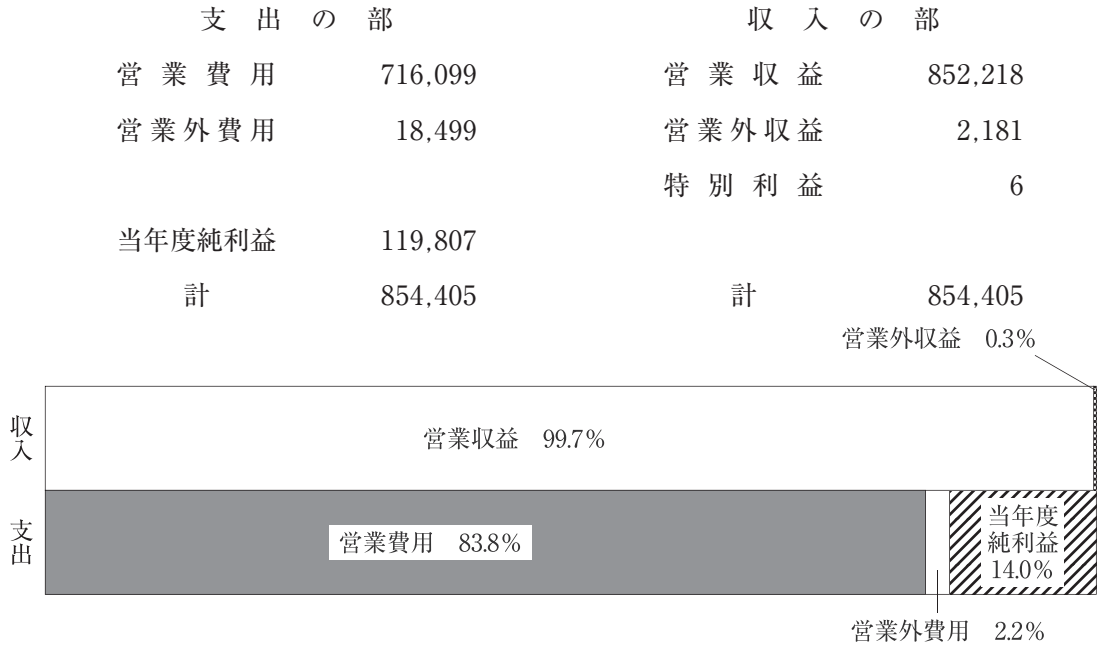 支出の部　収入の部
営業費用　716,099　営業収益　852,218
営業外費用　18,499　営業外収益　2,181
特別利益　6
当年度純利益　119,807
計　854,405　計　854,405
営業外収益　0.3%
収入
営業収益　99.7%
支出
営業費用　83.8%
当年度
純利益
14.0%
営業外費用　2.2%